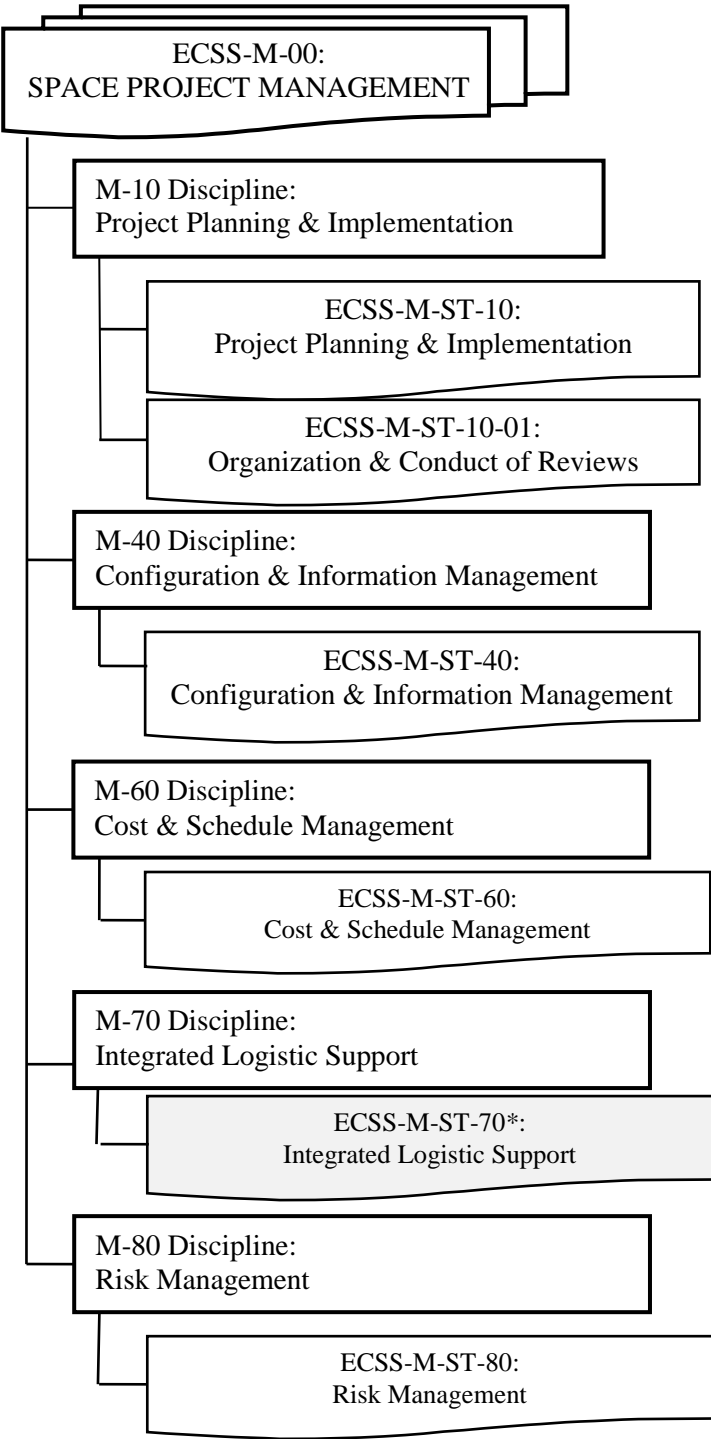 ECSS-M-00:
SPACE PROJECT MANAGEMENT
M-10 Discipline:
Project Planning & Implementation
ECSS-M-ST-10:
Project Planning & Implementation
ECSS-M-ST-10-01:
Organization & Conduct of Reviews
M-40 Discipline:
Configuration & Information Management
ECSS-M-ST-40:
Configuration & Information Management
M-60 Discipline:
Cost & Schedule Management
ECSS-M-ST-60:
Cost & Schedule Management
M-70 Discipline:
Integrated Logistic Support
ECSS-M-ST-70*:
Integrated Logistic Support
M-80 Discipline:
Risk Management
ECSS-M-ST-80:
Risk Management